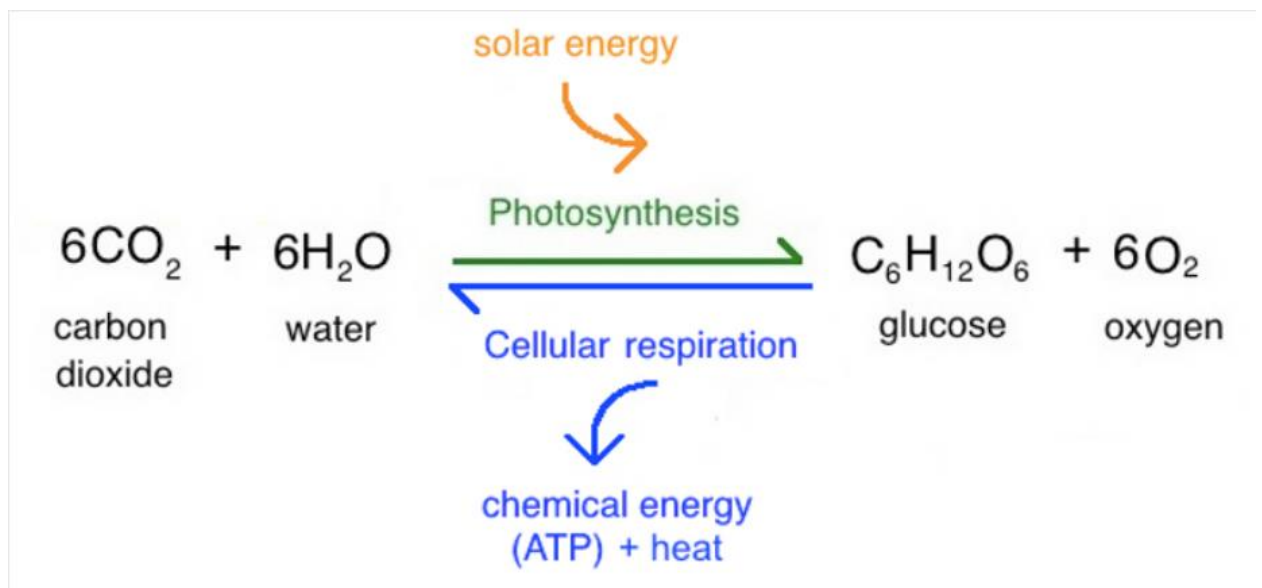 solar energy
Photosynthesis
6CO₂ + 6H₂O C₆H₁₂O₆ + 6O₂
carbon dioxide water glucose oxygen
Cellular respiration
chemical energy
(ATP) + heat